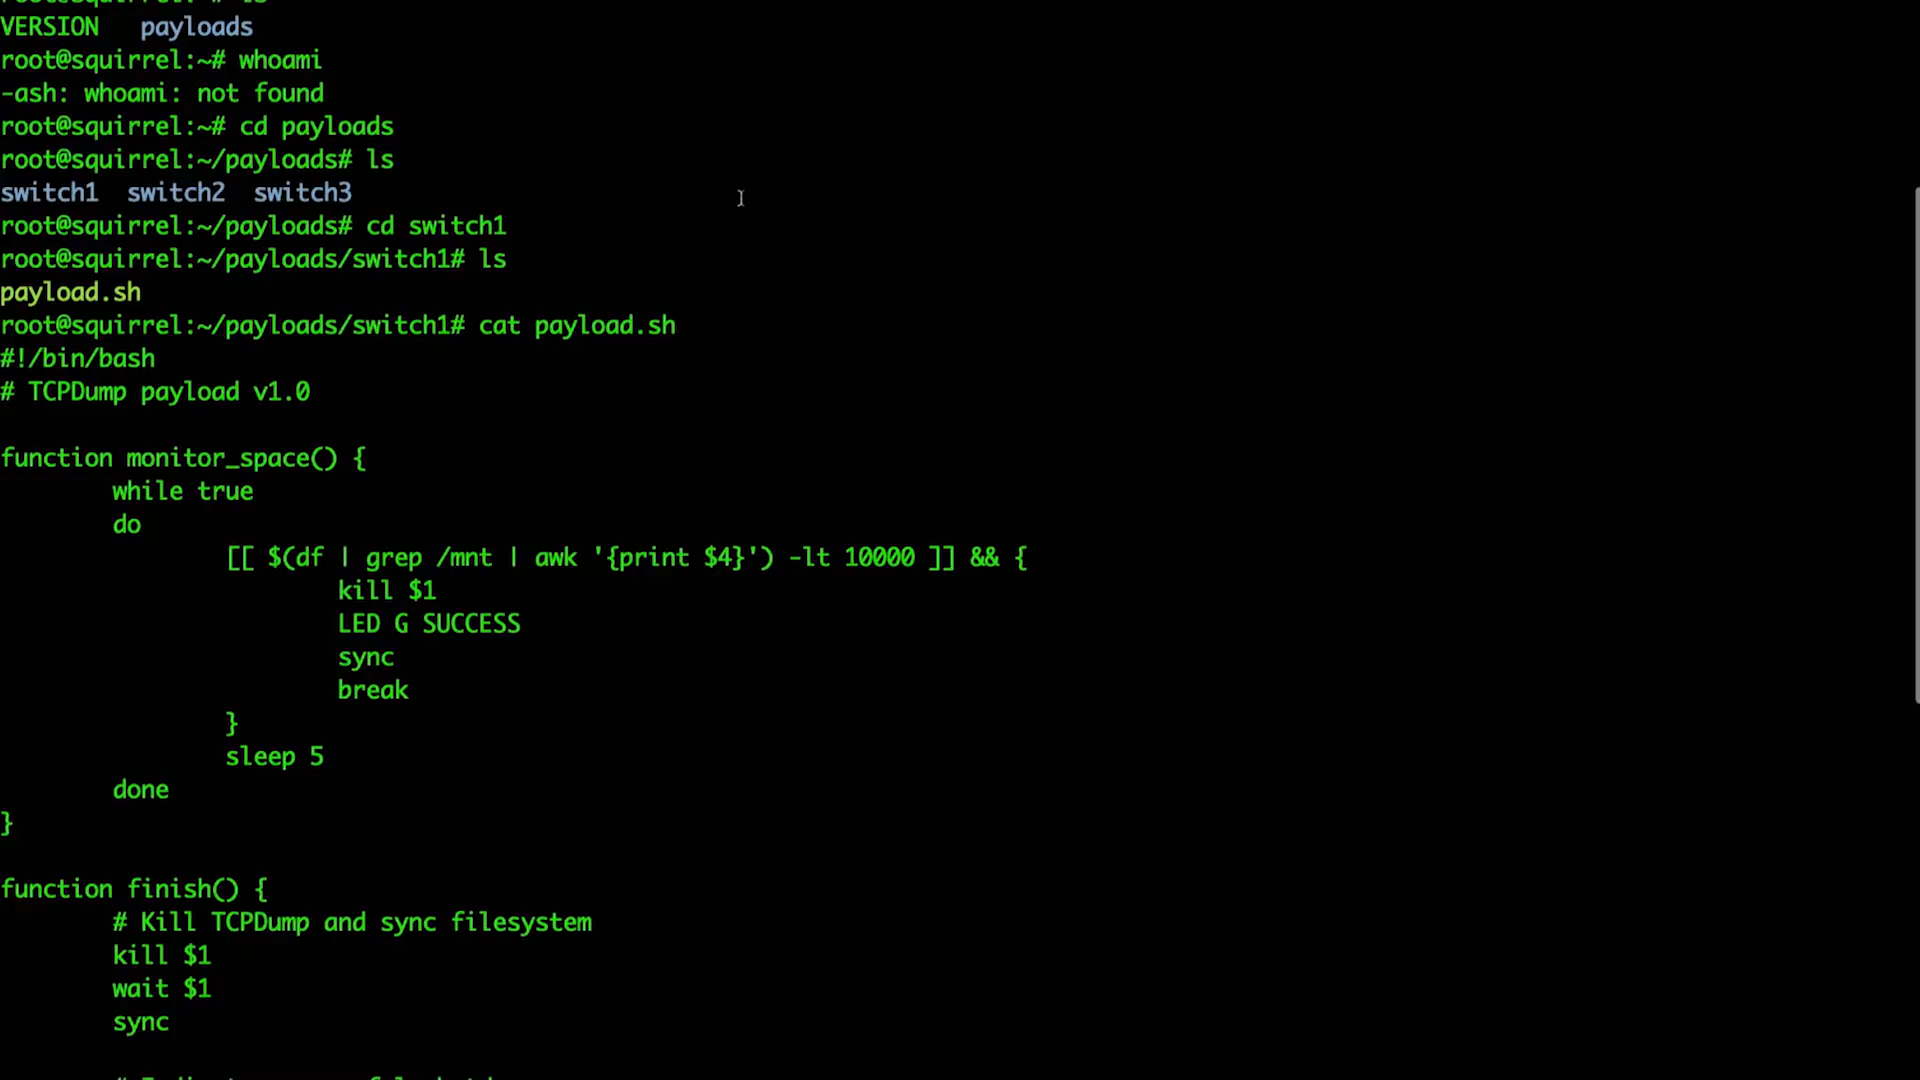 root@squirrel:~# ls
VERSION   payloads
root@squirrel:~# whoami
-ash: whoami: not found
root@squirrel:~# cd payloads
root@squirrel:~/payloads# ls
switch1  switch2  switch3
root@squirrel:~/payloads# cd switch1
root@squirrel:~/payloads/switch1# ls
payload.sh
root@squirrel:~/payloads/switch1# cat payload.sh
#!/bin/bash
# TCPDump payload v1.0
function monitor_space() {
        while true
        do
                [[ $(df | grep /mnt | awk '{print $4}') -lt 10000 ]] && {
                        kill $1
                        LED G SUCCESS
                        sync
                        break
                }
                sleep 5
        done
}
function finish() {
        # Kill TCPDump and sync filesystem
        kill $1
        wait $1
        sync